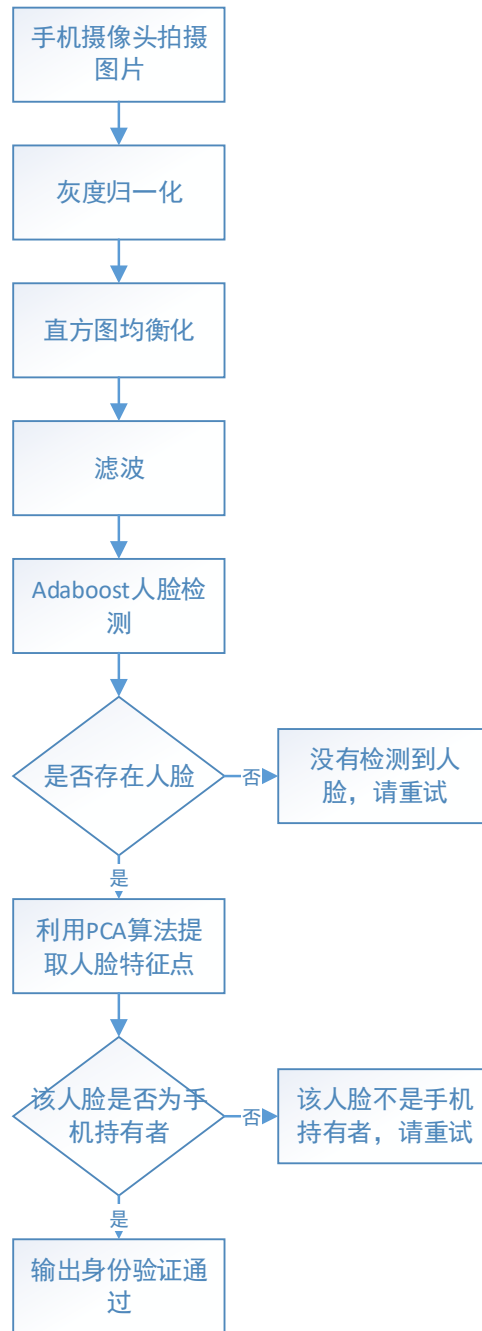 手机摄像头拍摄
图片
灰度归一化
直方图均衡化
滤波
Adaboost人脸检
测
是否存在人脸
否
没有检测到人
脸，请重试
是
利用PCA算法提
取人脸特征点
该人脸是否为手
机持有者
否
该人脸不是手机
持有者，请重试
是
输出身份验证通
过